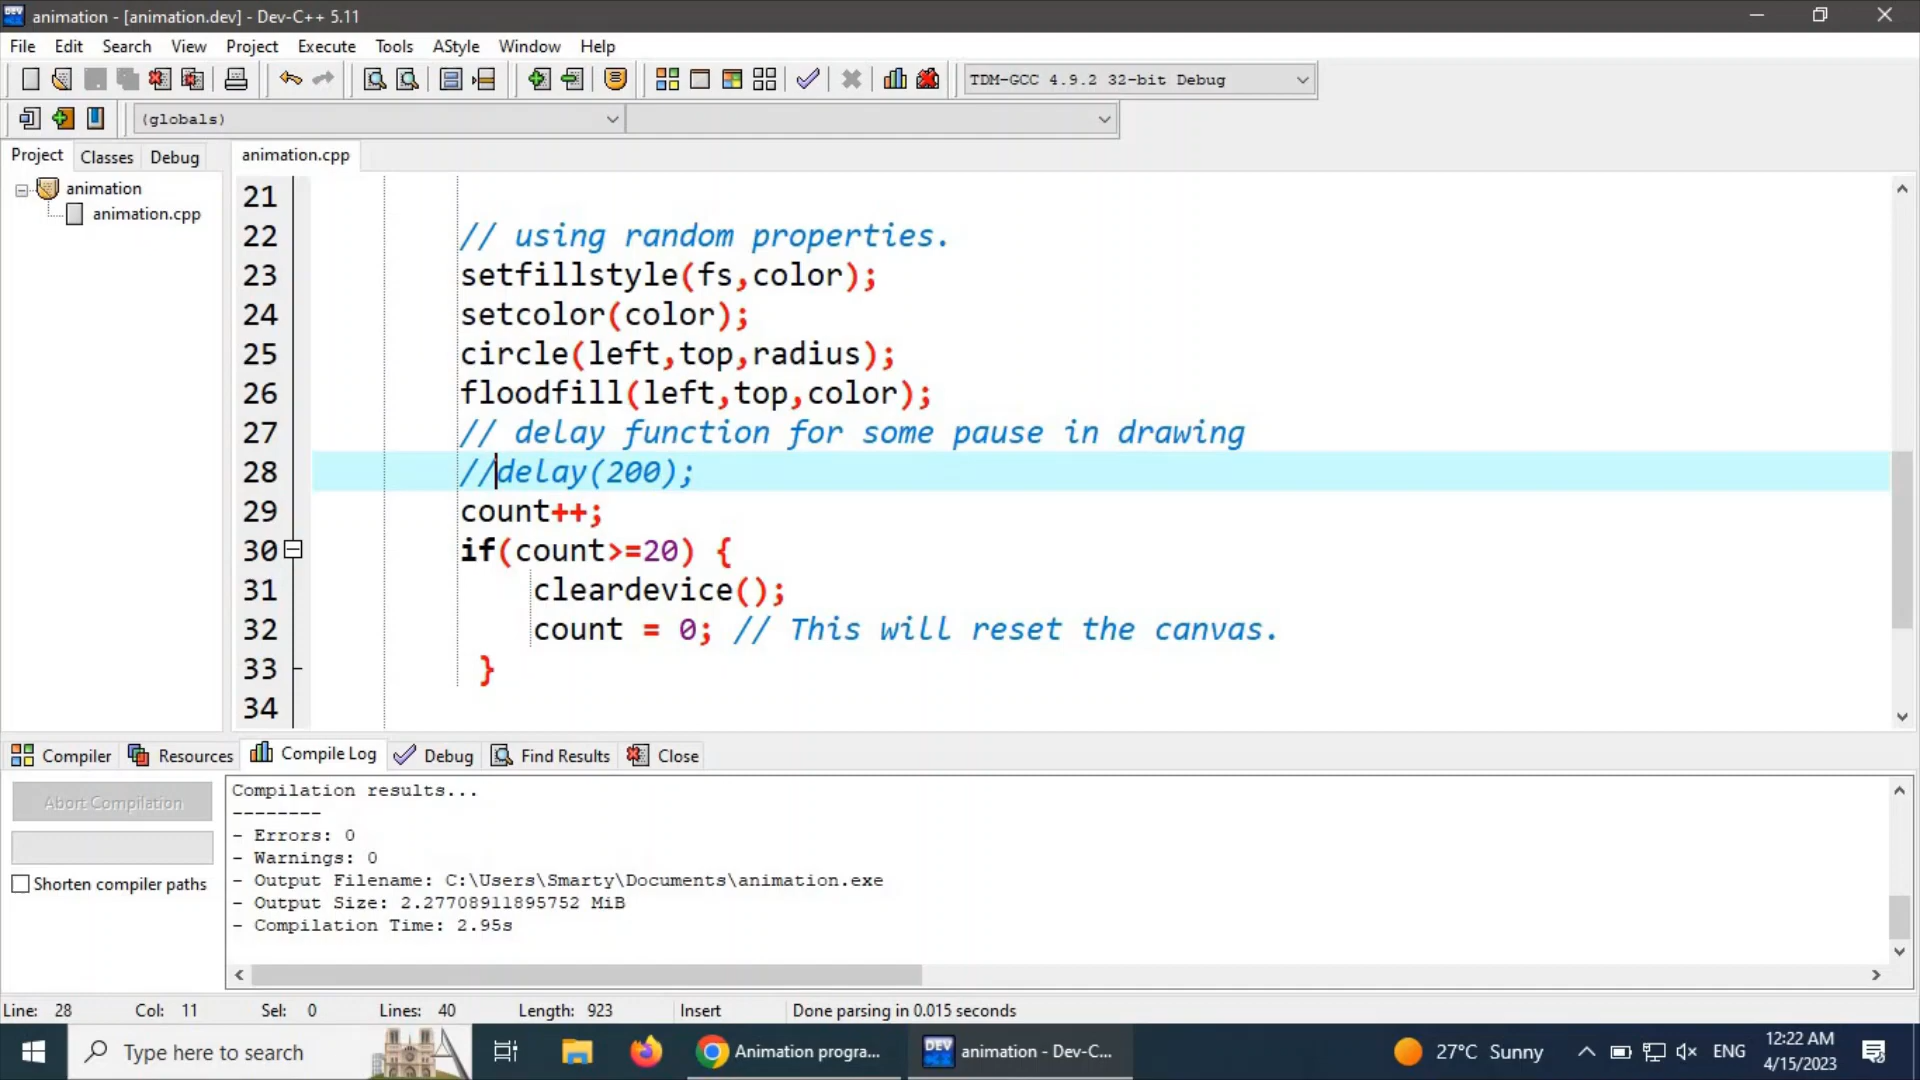 animation - [animation.dev] - Dev-C++ 5.11
File Edit Search View Project Execute Tools AStyle Window Help
TDM-GCC 4.9.2 32-bit Debug
(globals)
Project Classes Debug
animation.cpp
animation
animation.cpp
21
22 // using random properties.
23 setfillstyle(fs,color);
24 setcolor(color);
25 circle(left,top,radius);
26 floodfill(left,top,color);
27 // delay function for some pause in drawing
28 //delay(200);
29 count++;
30 if(count>=20) {
31 cleardevice();
32 count = 0; // This will reset the canvas.
33 }
34
Compiler Resources Compile Log Debug Find Results Close
Abort Compilation
Shorten compiler paths
Compilation results...
--------
- Errors: 0
- Warnings: 0
- Output Filename: C:\Users\Smarty\Documents\animation.exe
- Output Size: 2.27708911895752 MiB
- Compilation Time: 2.95s
Line: 28 Col: 11 Sel: 0 Lines: 40 Length: 923 Insert Done parsing in 0.015 seconds
Type here to search
Animation progra...
DEV
animation - Dev-C...
27°C Sunny
ENG
12:22 AM
4/15/2023